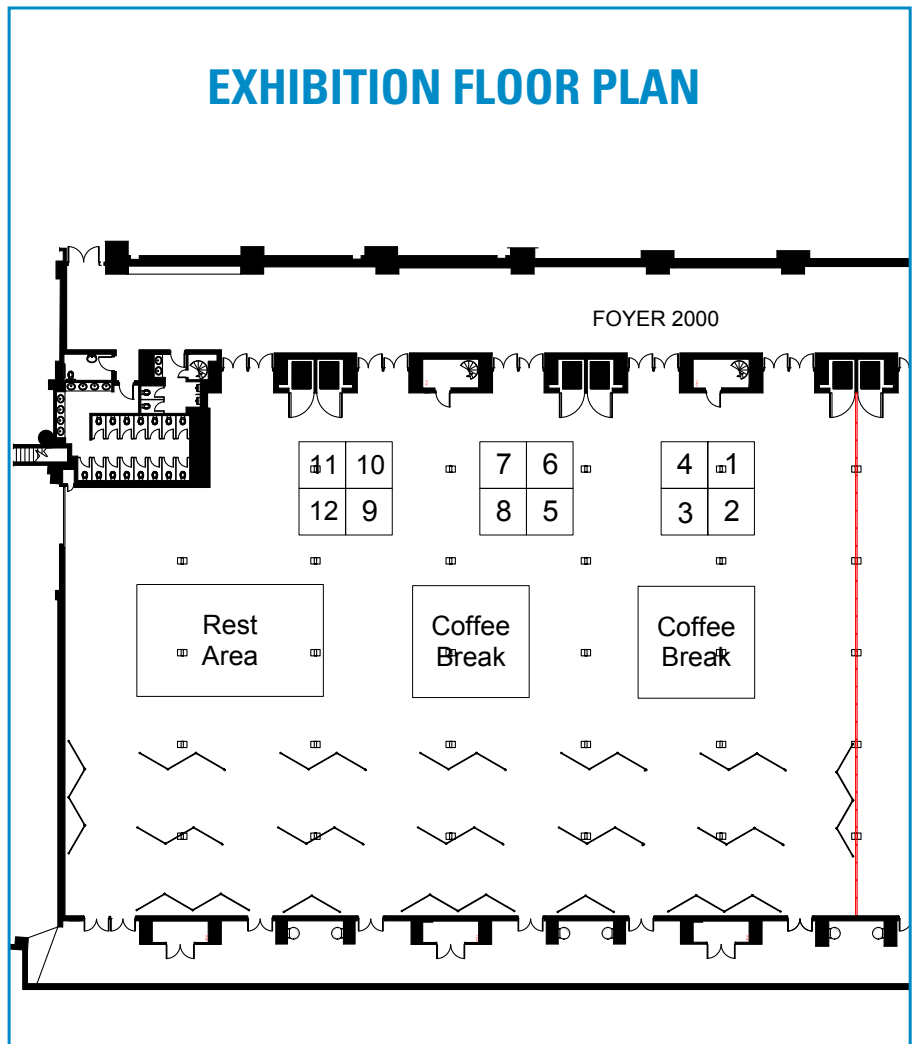 EXHIBITION FLOOR PLAN
FOYER 2000
11 10 7 6 4 1
12 9 8 5 3 2
Rest
Area
Coffee
Break
Coffee
Break